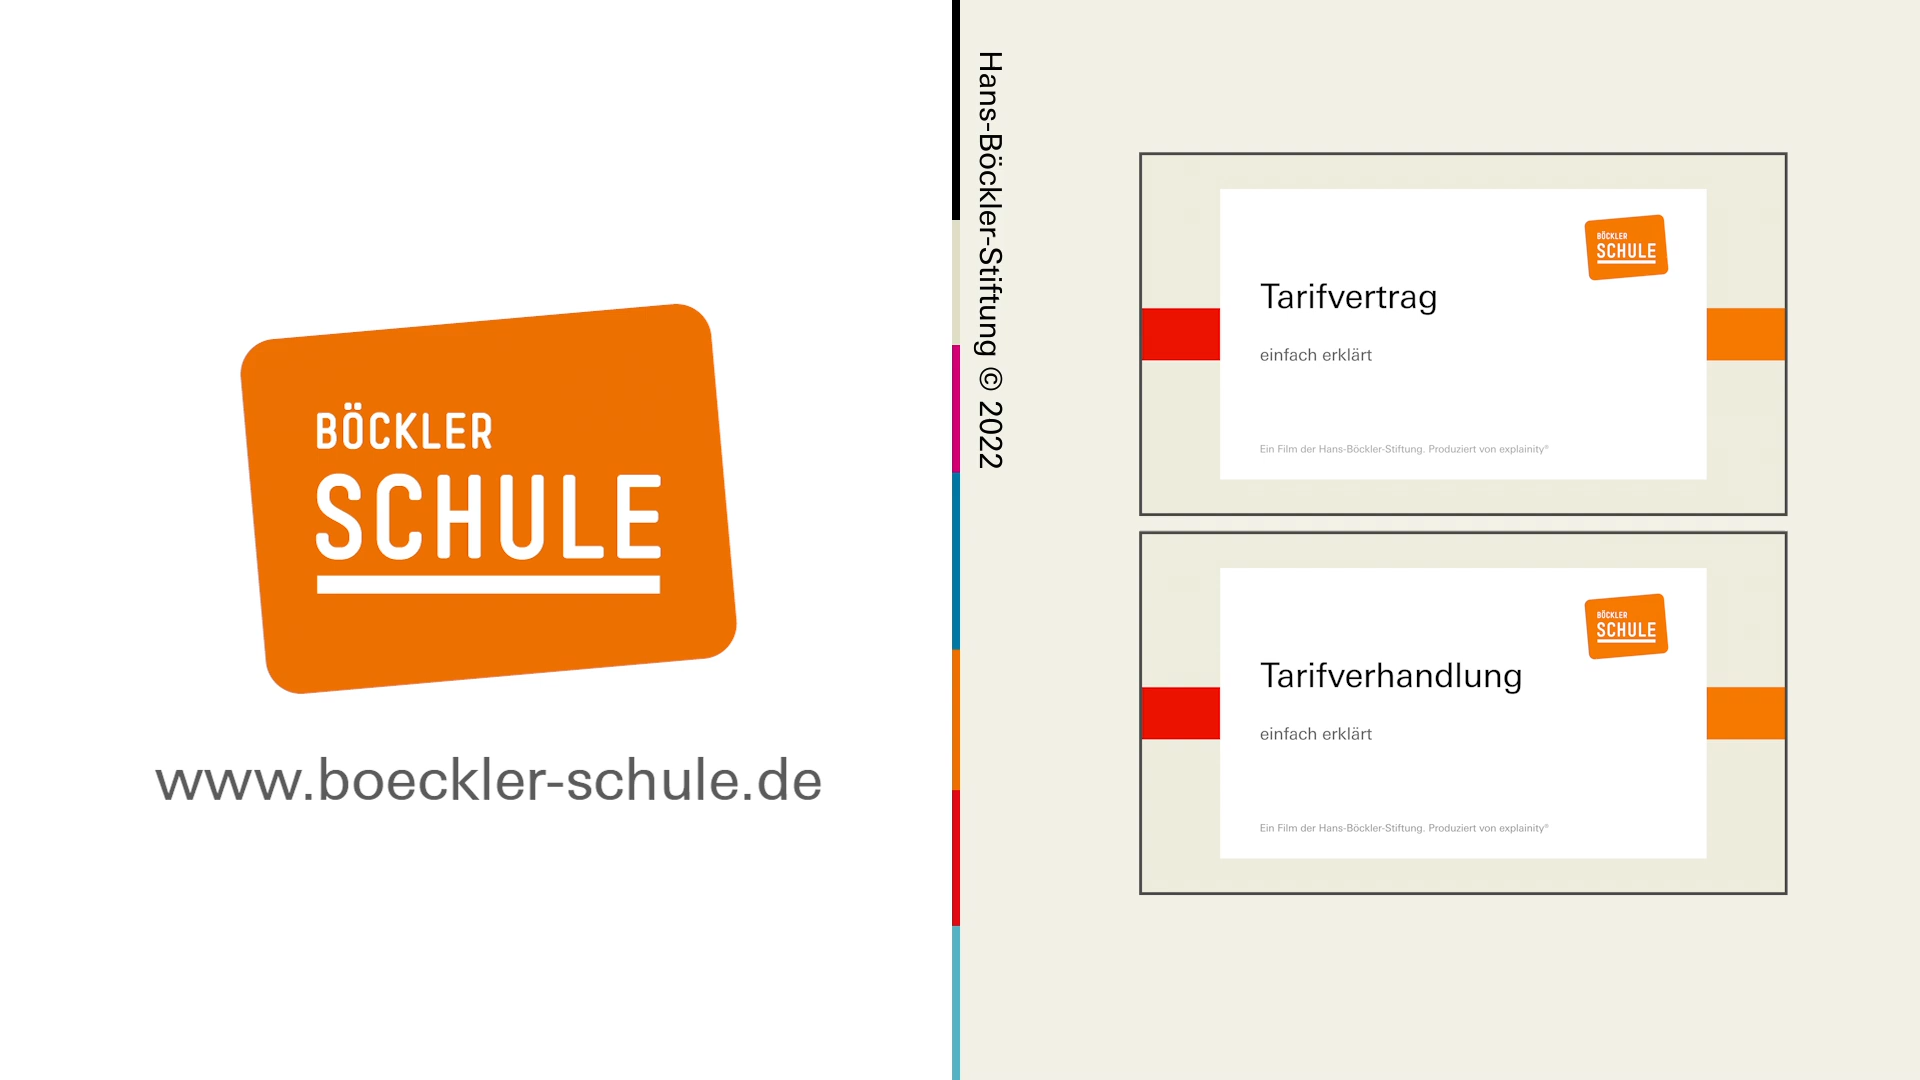 BÖCKLER
SCHULE
www.boeckler-schule.de
Hans-Böckler-Stiftung © 2022
BÖCKLER
SCHULE
Tarifvertrag
einfach erklärt
Ein Film der Hans-Böckler-Stiftung. Produziert von explainity®
BÖCKLER
SCHULE
Tarifverhandlung
einfach erklärt
Ein Film der Hans-Böckler-Stiftung. Produziert von explainity®